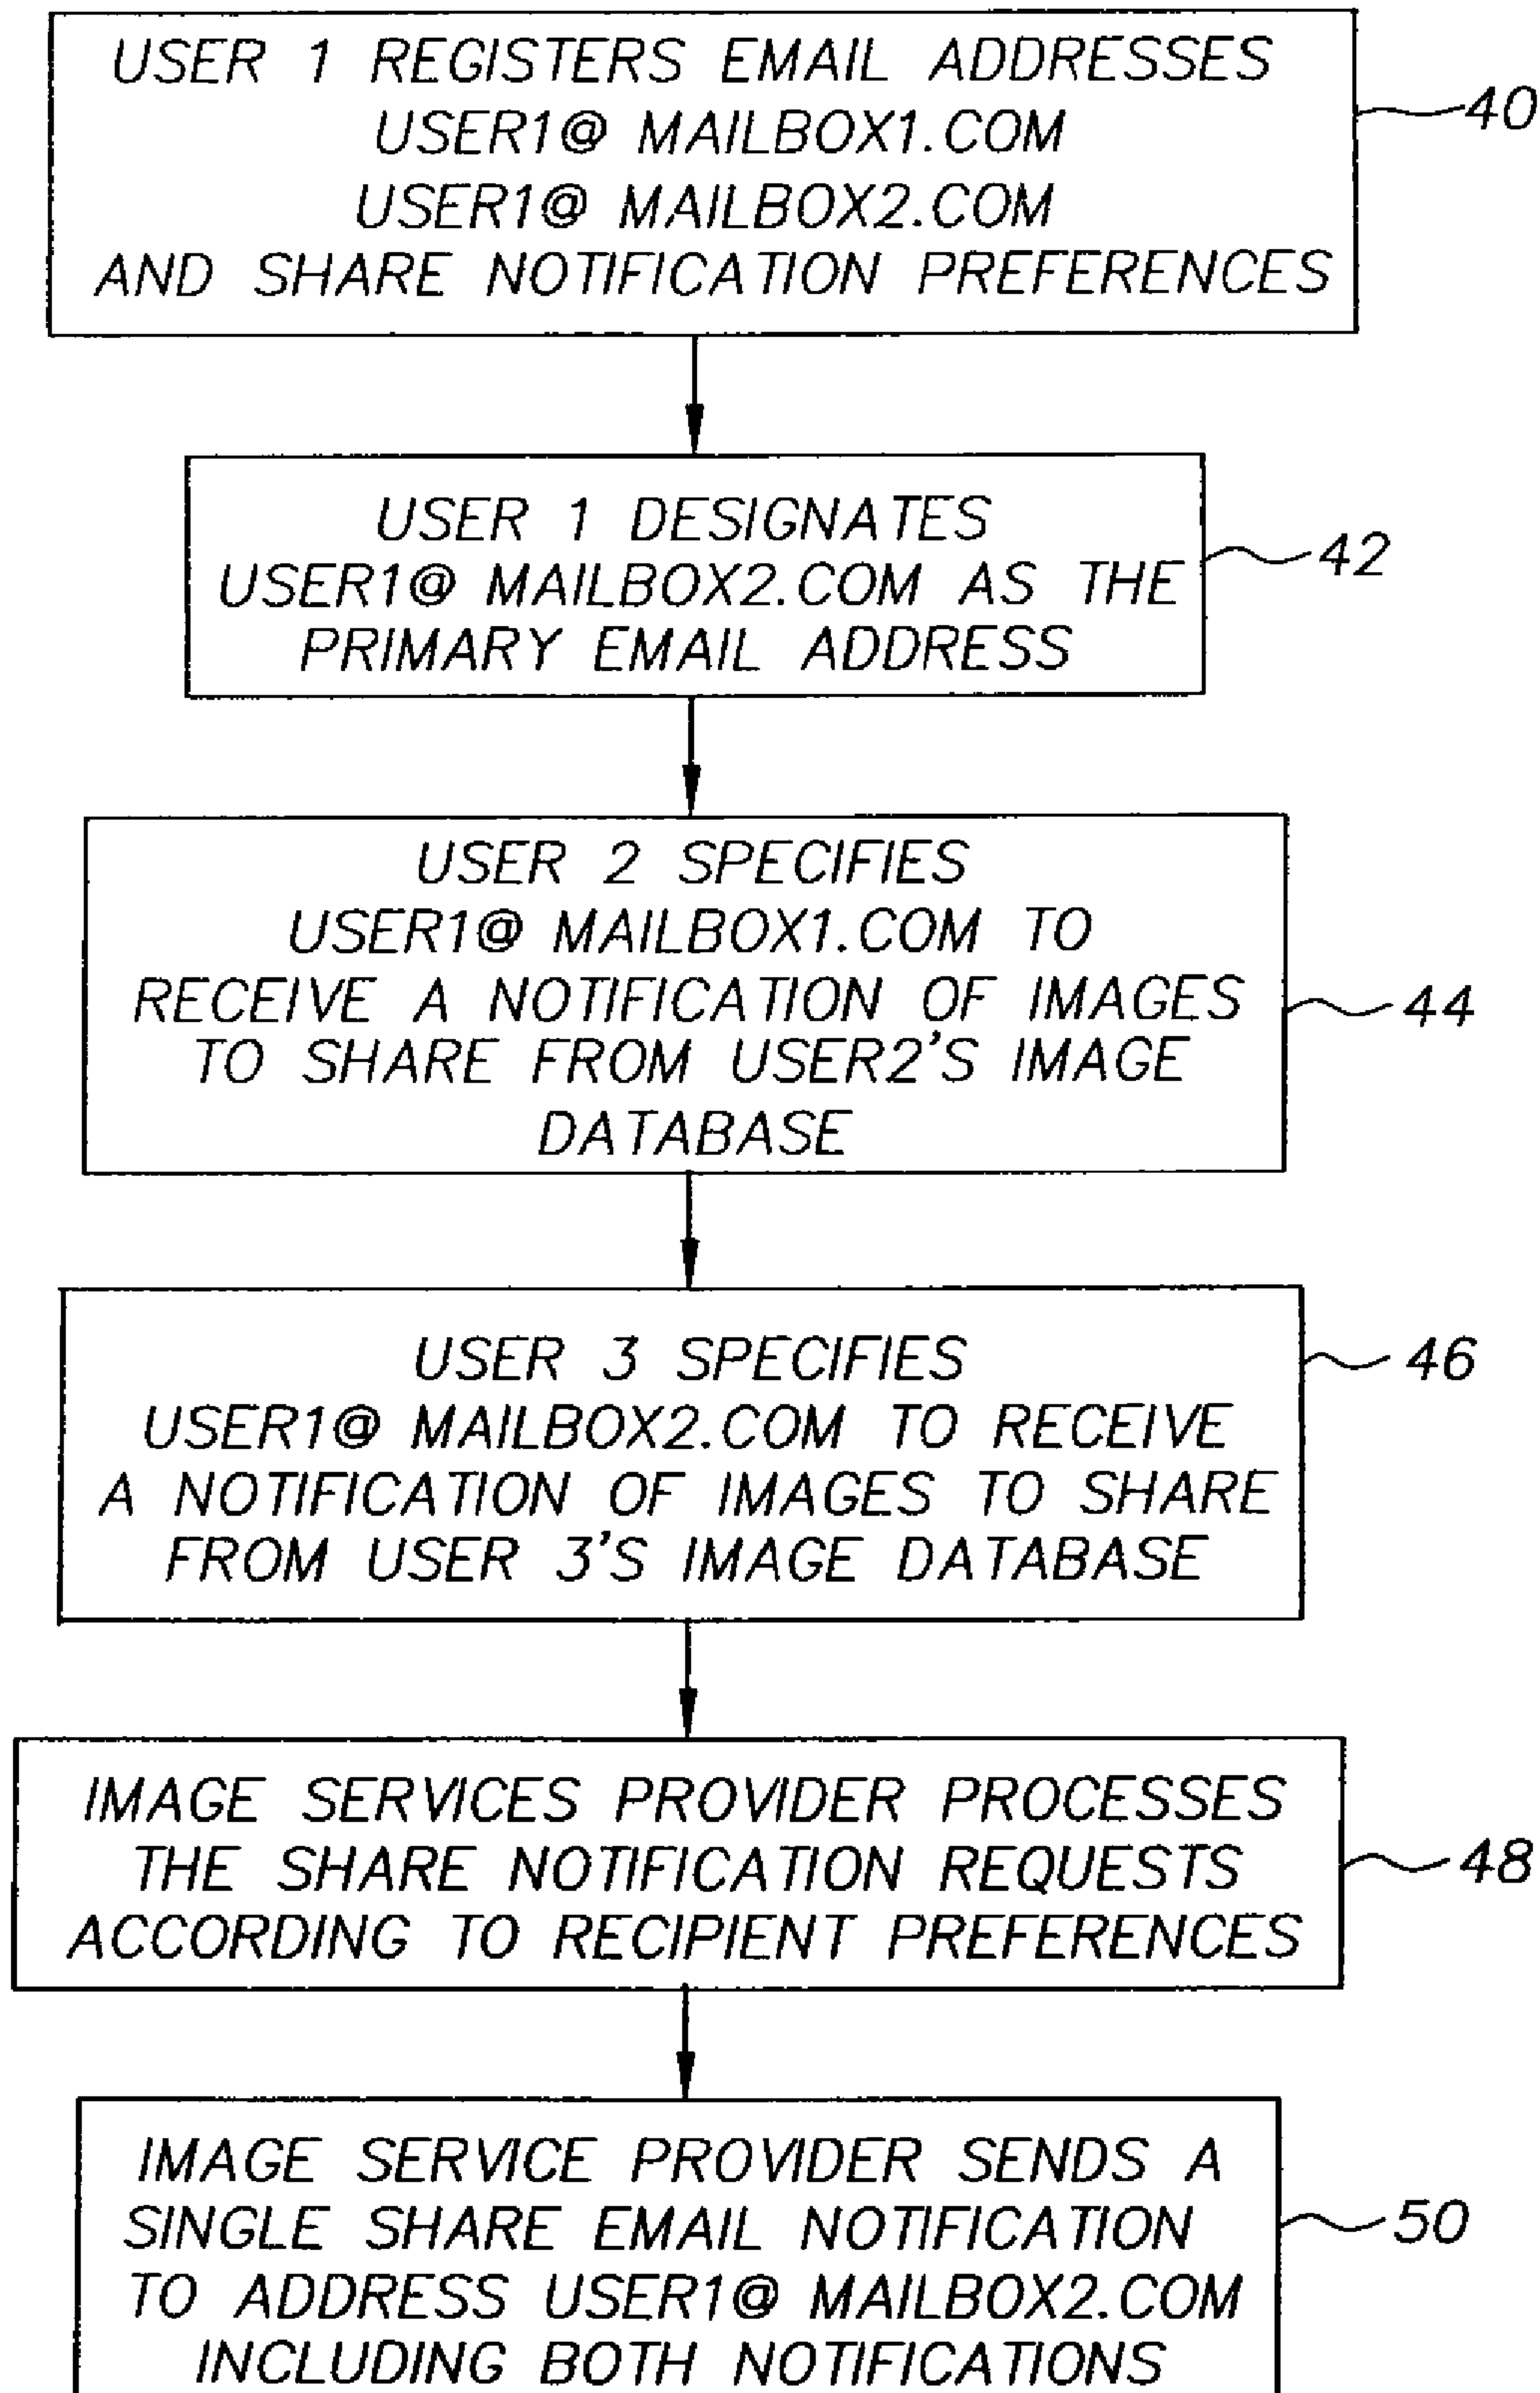 USER 1 REGISTERS EMAIL ADDRESSES
USER1@ MAILBOX1.COM
USER1@ MAILBOX2.COM
AND SHARE NOTIFICATION PREFERENCES
40
USER 1 DESIGNATES
USER1@ MAILBOX2.COM AS THE
PRIMARY EMAIL ADDRESS
42
USER 2 SPECIFIES
USER1@ MAILBOX1.COM TO
RECEIVE A NOTIFICATION OF IMAGES
TO SHARE FROM USER2'S IMAGE
DATABASE
44
USER 3 SPECIFIES
USER1@ MAILBOX2.COM TO RECEIVE
A NOTIFICATION OF IMAGES TO SHARE
FROM USER 3'S IMAGE DATABASE
46
IMAGE SERVICES PROVIDER PROCESSES
THE SHARE NOTIFICATION REQUESTS
ACCORDING TO RECIPIENT PREFERENCES
48
IMAGE SERVICE PROVIDER SENDS A
SINGLE SHARE EMAIL NOTIFICATION
TO ADDRESS USER1@ MAILBOX2.COM
INCLUDING BOTH NOTIFICATIONS
50